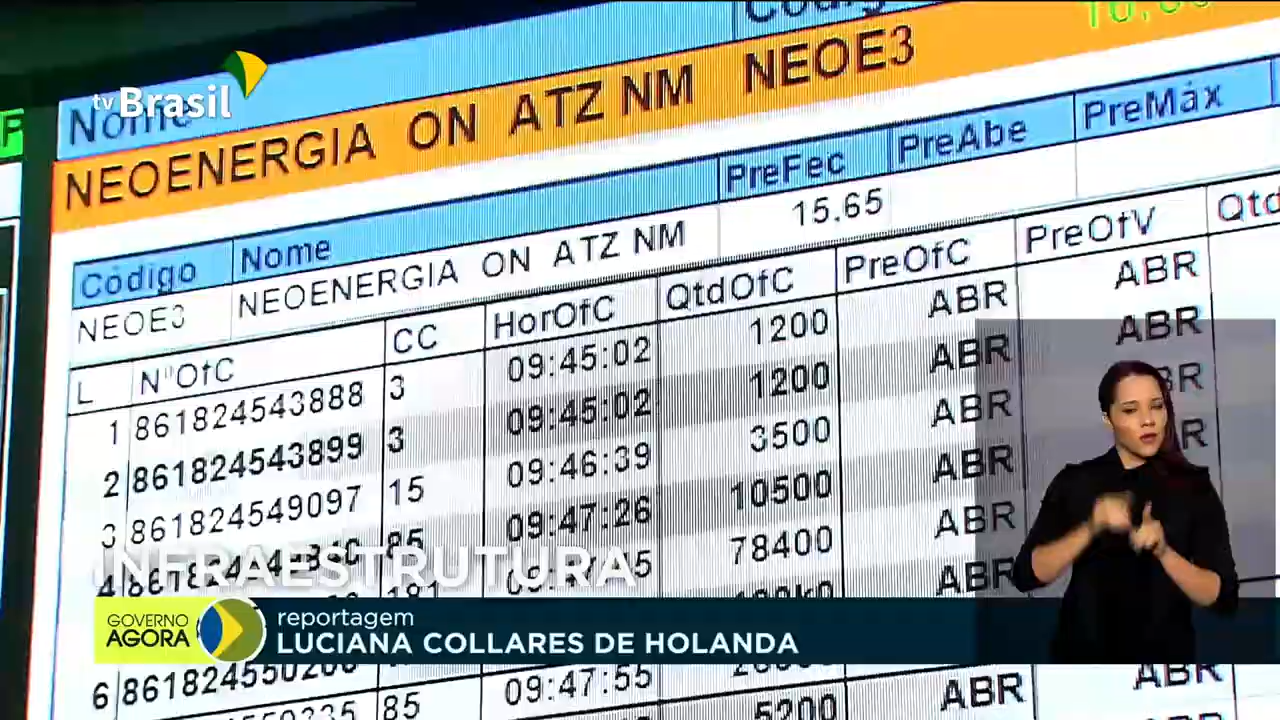 tv Brasil
Nome
NEOENERGIA ON ATZ NM NEOE3
Código Nome PreFec PreAbe PreMáx
NEOE3 NEOENERGIA ON ATZ NM 15.65
L NºOfC CC HorOfC QtdOfC PreOfC PreOfV
1 861824543888 3 09:45:02 1200 ABR ABR
2 861824543899 3 09:45:02 1200 ABR ABR
3 861824549097 15 09:46:39 3500 ABR
4 85 09:47:26 10500 ABR
78400 ABR
ABR
6 09:47:55 ABR ABR
85 5200 ABR
INFRAESTRUTURA
GOVERNO
AGORA
reportagem
LUCIANA COLLARES DE HOLANDA